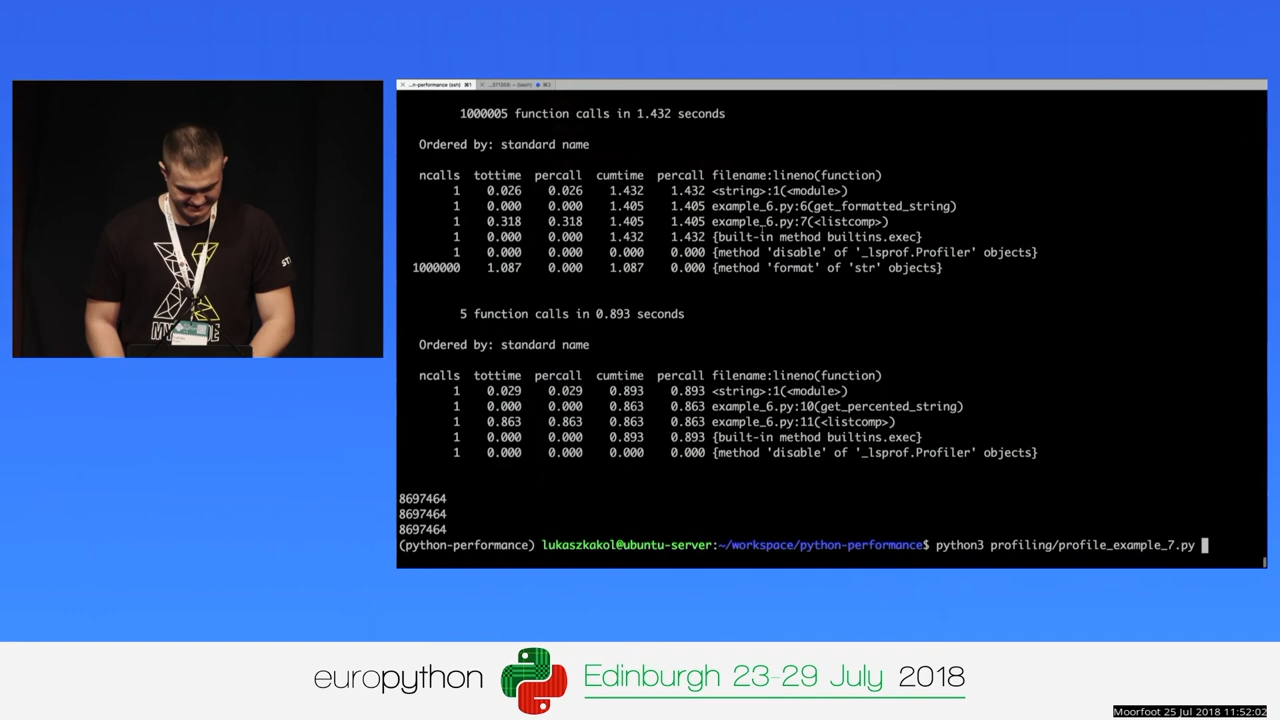 1000005 function calls in 1.432 seconds
Ordered by: standard name
ncalls tottime percall cumtime percall filename:lineno(function)
1 0.026 0.026 1.432 1.432 <string>:1(<module>)
1 0.000 0.000 1.405 1.405 example_6.py:6(get_formatted_string)
1 0.318 0.318 1.405 1.405 example_6.py:7(<listcomp>)
1 0.000 0.000 1.432 1.432 {built-in method builtins.exec}
1 0.000 0.000 0.000 0.000 {method 'disable' of '_lsprof.Profiler' objects}
1000000 1.087 0.000 1.087 0.000 {method 'format' of 'str' objects}
5 function calls in 0.893 seconds
Ordered by: standard name
ncalls tottime percall cumtime percall filename:lineno(function)
1 0.029 0.029 0.893 0.893 <string>:1(<module>)
1 0.000 0.000 0.863 0.863 example_6.py:10(get_percented_string)
1 0.863 0.863 0.863 0.863 example_6.py:11(<listcomp>)
1 0.000 0.000 0.893 0.893 {built-in method builtins.exec}
1 0.000 0.000 0.000 0.000 {method 'disable' of '_lsprof.Profiler' objects}
8697464
8697464
8697464
(python-performance) lukaszkakol@ubuntu-server:~/workspace/python-performance$ python3 profiling/profile_example_7.py
europython Edinburgh 23-29 July 2018
Moorfoot 25 Jul 2018 11:52:02